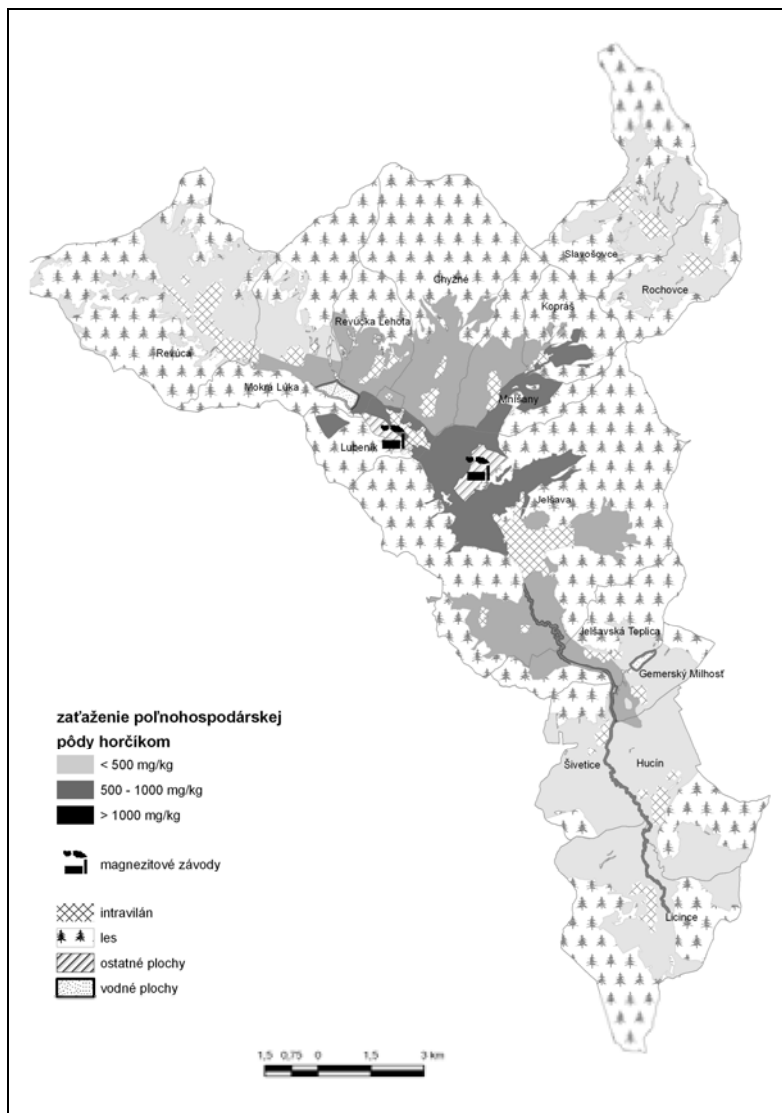 Slavošovce
Rochovce
Chyžné
Kopráš
Revúcka Lehota
Revúca
Mokrá Lúka
Mníšany
Lubeník
Jelšava
Jelšavská Teplica
Gemerský Milhosť
Šivetice
Hucín
Licince
zaťaženie poľnohospodárskej
pôdy horčíkom
< 500 mg/kg
500 - 1000 mg/kg
> 1000 mg/kg
magnezitové závody
intravilán
les
ostatné plochy
vodné plochy
1,5 0,75 0 1,5 3 km